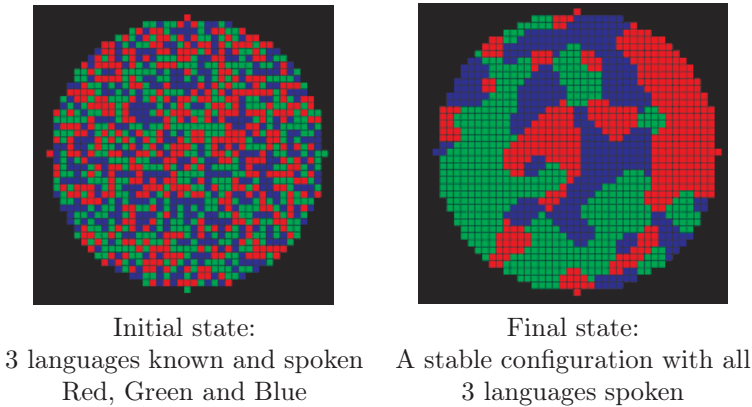 Initial state:
3 languages known and spoken
Red, Green and Blue
Final state:
A stable configuration with all
3 languages spoken